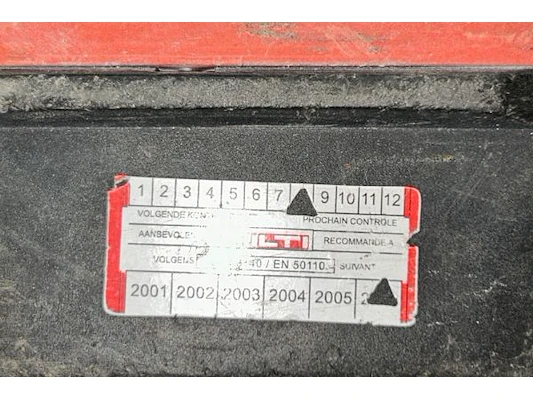 1 2 3 4 5 6 7 9 10 11 12
VOLGENDE PROCHAIN CONTROLE
RECOMMANDE
VOLGENS 40 / EN 50110 SUIVANT
2001 2002 2003 2004 2005